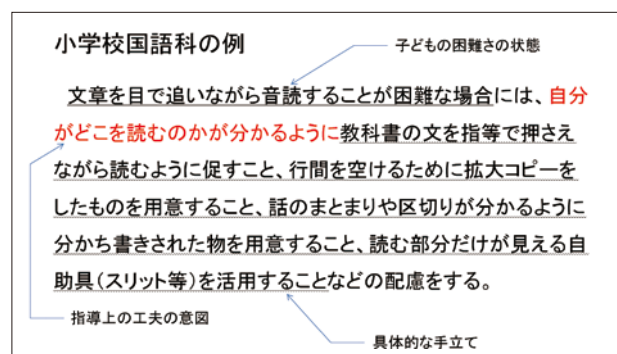 小学校国語科の例
子どもの困難さの状態
文章を目で追いながら音読することが困難な場合には、自分
がどこを読むのかが分かるように教科書の文を指等で押さえ
ながら読むように促すこと、行間を空けるために拡大コピーを
したものを用意すること、話のまとまりや区切りが分かるように
分かち書きされた物を用意すること、読む部分だけが見える自
助具(スリット等)を活用することなどの配慮をする。
指導上の工夫の意図
具体的な手立て